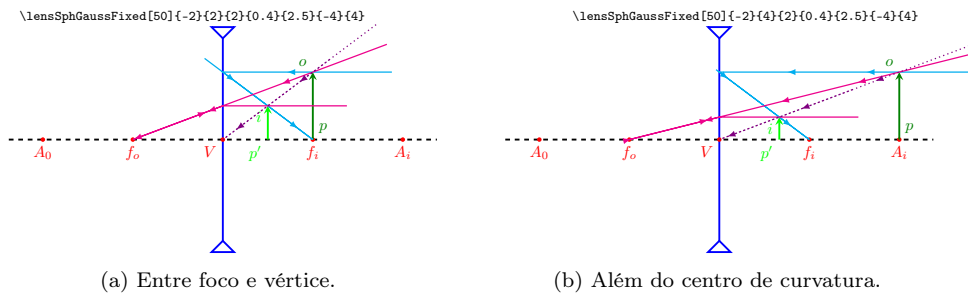 \lensSphGaussFixed[50]{-2}{2}{2}{0.4}{2.5}{-4}{4}
o
i
p
A₀ fₒ V p′ fᵢ Aᵢ
(a) Entre foco e vértice.
\lensSphGaussFixed[50]{-2}{4}{2}{0.4}{2.5}{-4}{4}
o
i
p
A₀ fₒ V p′ fᵢ Aᵢ
(b) Além do centro de curvatura.